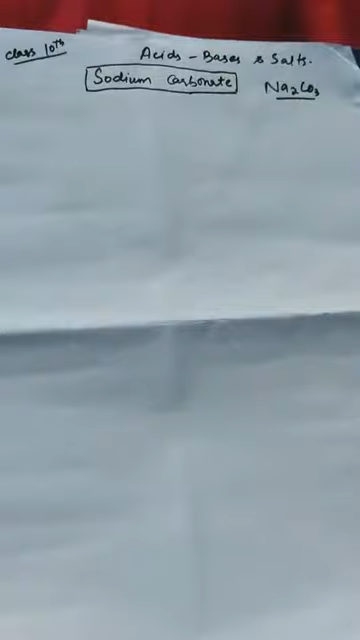 class 10th
Acids - Bases & Salts.
Sodium Carbonate Na2CO3